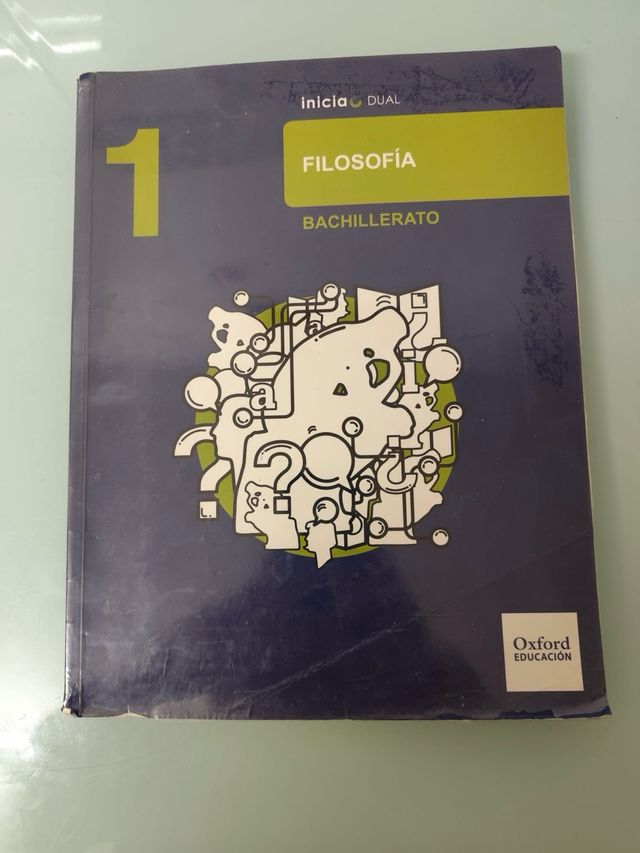 inicia DUAL
1
FILOSOFÍA
BACHILLERATO
a
a
?
?
Oxford
EDUCACIÓN